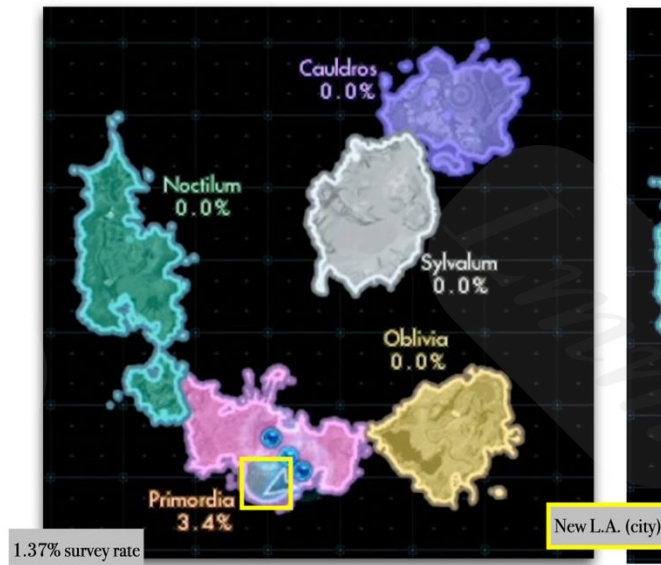 Cauldros
0.0%
Noctilum
0.0%
Sylvalum
0.0%
Oblivia
0.0%
Primordia
3.4%
New L.A. (city)
1.37% survey rate